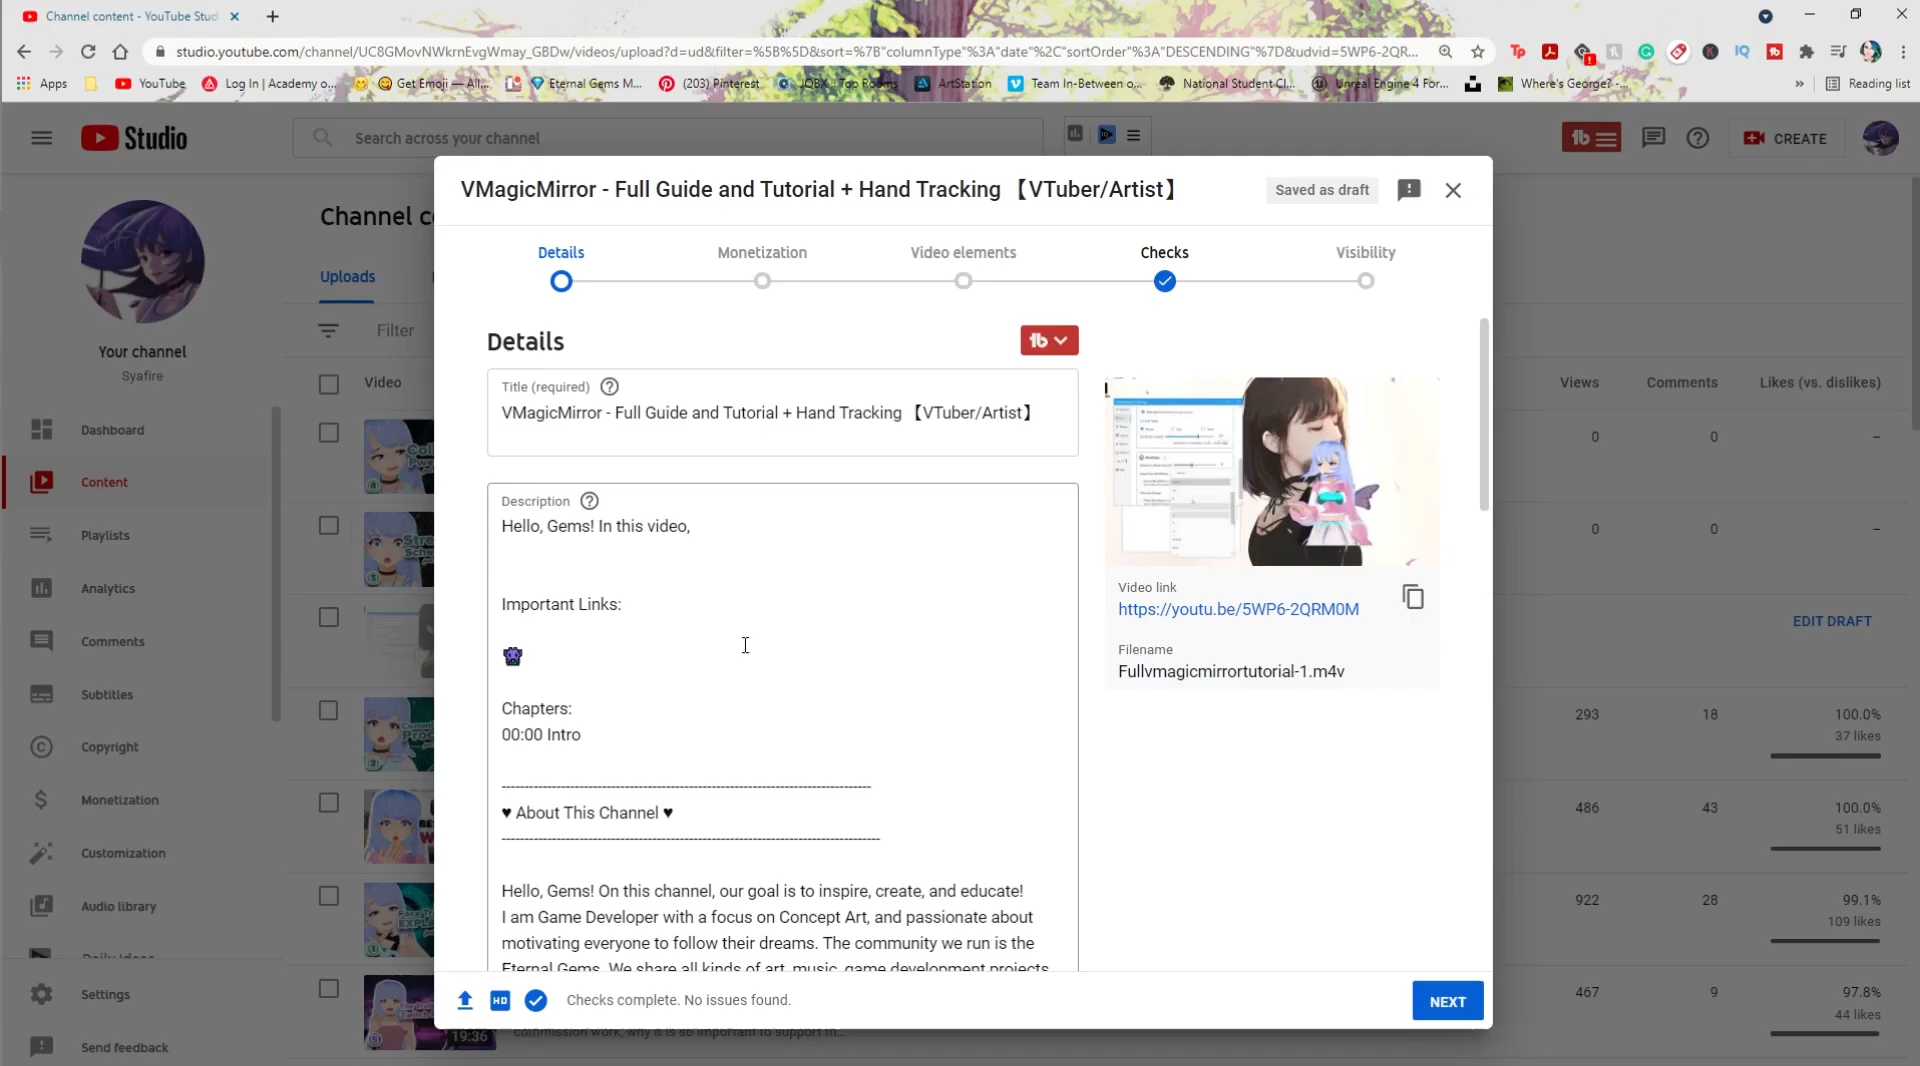 Channel content - YouTube Stud
studio.youtube.com/channel/UC8GMovNWkrnEvgWmay_GBDw/videos/upload?d=ud&filter=%5B%5D&sort=%7B"columnType"%3A"date"%2C"sortOrder"%3A"DESCENDING"%7D&udvid=5WP6-2QR...
Apps YouTube Log In | Academy o... Get Emoji — All... Eternal Gems M... (203) Pinterest JQBX - Top Rooms ArtStation Team In-Between o... National Student Cl... Unreal Engine 4 For... Where's George? -... » Reading list
Studio
Search across your channel
CREATE
Your channel
Syafire
Dashboard
Content
Playlists
Analytics
Comments
Subtitles
Copyright
Monetization
Customization
Audio library
Daily Ideas
Settings
Send feedback
Channel co
Uploads
Filter
Video Views Comments Likes (vs. dislikes)
0 0 –
0 0 –
EDIT DRAFT
293 18 100.0%
37 likes
486 43 100.0%
51 likes
922 28 99.1%
109 likes
467 9 97.8%
44 likes
19:36
commission work, why it is so important to support th...
VMagicMirror - Full Guide and Tutorial + Hand Tracking 【VTuber/Artist】
Saved as draft
Details Monetization Video elements Checks Visibility
Details
Title (required)
VMagicMirror - Full Guide and Tutorial + Hand Tracking 【VTuber/Artist】
Description
Hello, Gems! In this video,
Important Links:
Chapters:
00:00 Intro
--------------------------------------------------------------------------------
♥ About This Channel ♥
----------------------------------------------------------------------------------
Hello, Gems! On this channel, our goal is to inspire, create, and educate!
I am Game Developer with a focus on Concept Art, and passionate about
motivating everyone to follow their dreams. The community we run is the
Eternal Gems. We share all kinds of art, music, game development projects
Video link
https://youtu.be/5WP6-2QRM0M
Filename
Fullvmagicmirrortutorial-1.m4v
HD
Checks complete. No issues found.
NEXT